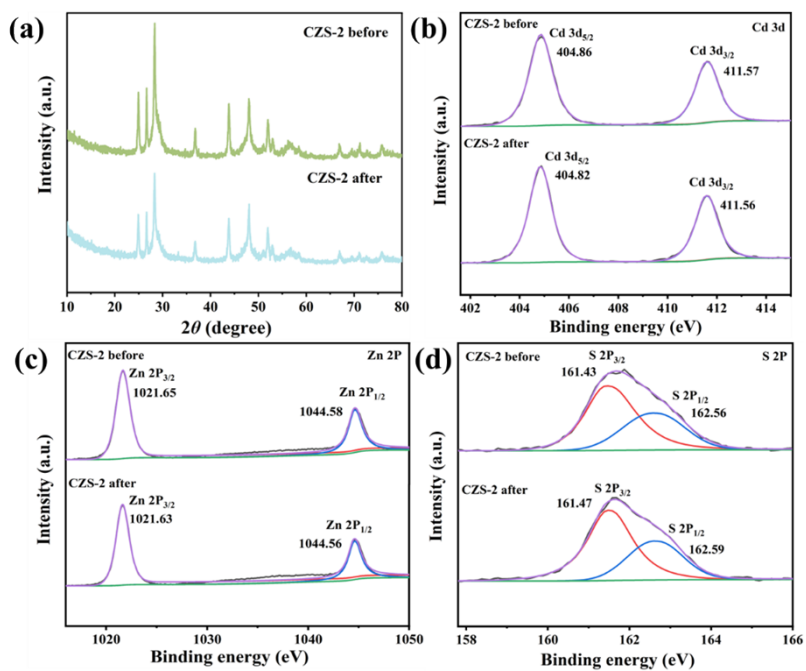 (a)
CZS-2 before
CZS-2 after
Intensity (a.u.)
10 20 30 40 50 60 70 80
2θ (degree)
(b)
CZS-2 before
Cd 3d
Cd 3d5/2
404.86
Cd 3d3/2
411.57
CZS-2 after
Cd 3d5/2
404.82
Cd 3d3/2
411.56
Intensity (a.u.)
402 404 406 408 410 412 414
Binding energy (eV)
(c)
CZS-2 before
Zn 2P
Zn 2P3/2
1021.65
Zn 2P1/2
1044.58
CZS-2 after
Zn 2P3/2
1021.63
Zn 2P1/2
1044.56
Intensity (a.u.)
1020 1030 1040 1050
Binding energy (eV)
(d)
CZS-2 before
S 2P
S 2P3/2
161.43
S 2P1/2
162.56
CZS-2 after
S 2P3/2
161.47
S 2P1/2
162.59
Intensity (a.u.)
158 160 162 164 166
Binding energy (eV)